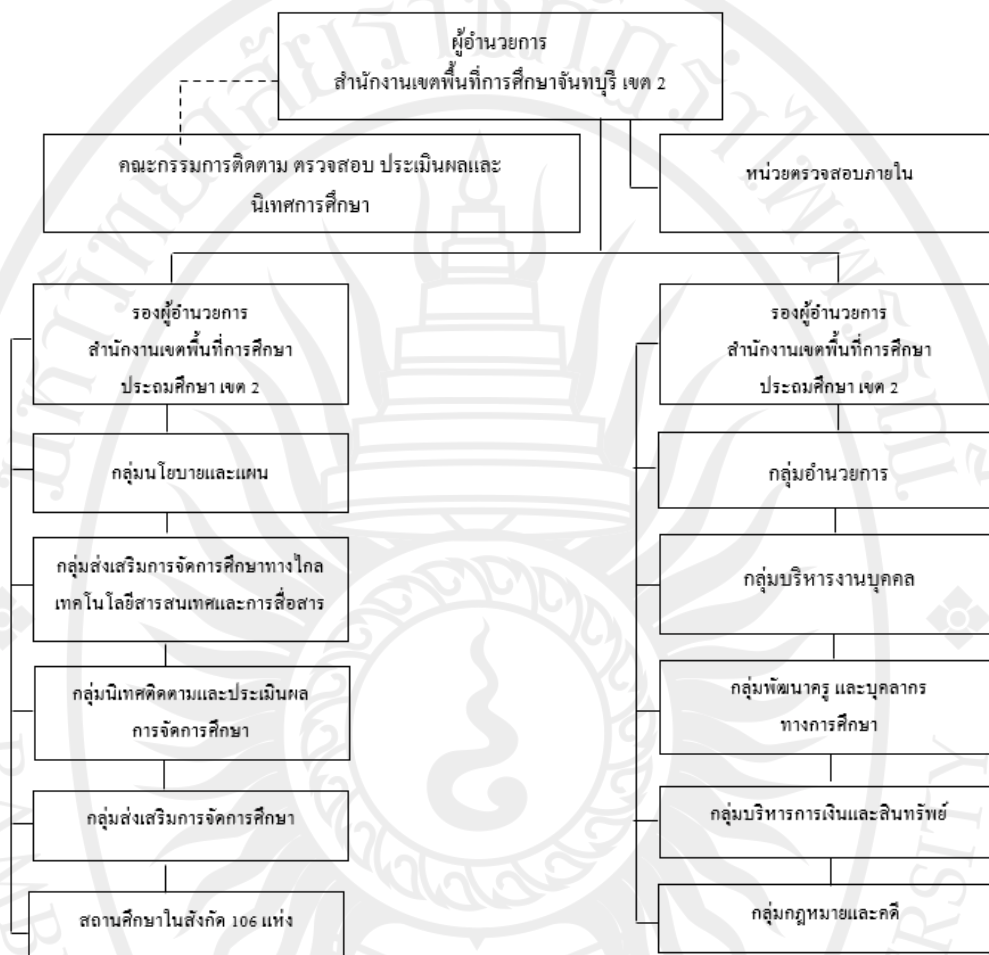 ผู้อำนวยการ
สำนักงานเขตพื้นที่การศึกษาจันทบุรี เขต 2
คณะกรรมการติดตาม ตรวจสอบ ประเมินผลและ
นิเทศการศึกษา
หน่วยตรวจสอบภายใน
รองผู้อำนวยการ
สำนักงานเขตพื้นที่การศึกษา
ประถมศึกษา เขต 2
กลุ่มนโยบายและแผน
กลุ่มส่งเสริมการจัดการศึกษาทางไกล
เทคโนโลยีสารสนเทศและการสื่อสาร
กลุ่มนิเทศติดตามและประเมินผล
การจัดการศึกษา
กลุ่มส่งเสริมการจัดการศึกษา
สถานศึกษาในสังกัด 106 แห่ง
รองผู้อำนวยการ
สำนักงานเขตพื้นที่การศึกษา
ประถมศึกษา เขต 2
กลุ่มอำนวยการ
กลุ่มบริหารงานบุคคล
กลุ่มพัฒนาครู และบุคลากร
ทางการศึกษา
กลุ่มบริหารการเงินและสินทรัพย์
กลุ่มกฎหมายและคดี